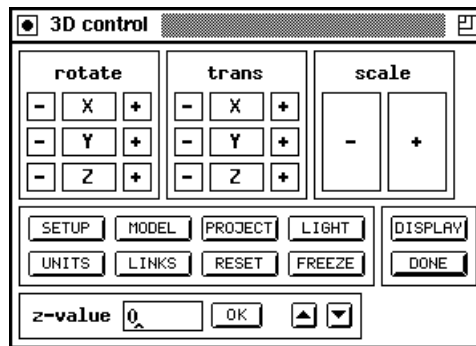 3D control
rotate trans scale
- X + - X +
- Y + - Y + - +
- Z + - Z +
SETUP MODEL PROJECT LIGHT DISPLAY
UNITS LINKS RESET FREEZE DONE
z-value 0 OK